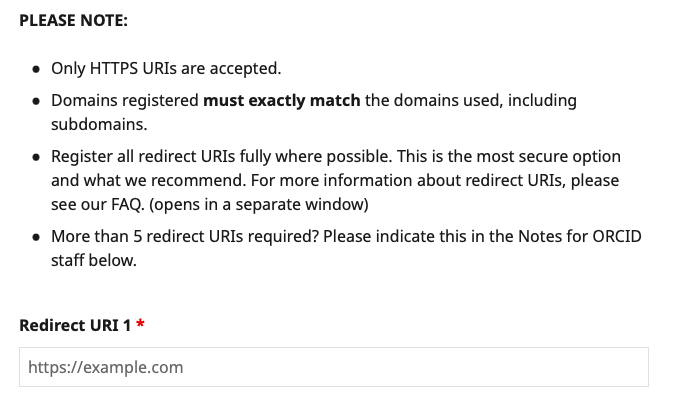 PLEASE NOTE:
● Only HTTPS URIs are accepted.
● Domains registered must exactly match the domains used, including
subdomains.
● Register all redirect URIs fully where possible. This is the most secure option
and what we recommend. For more information about redirect URIs, please
see our FAQ. (opens in a separate window)
● More than 5 redirect URIs required? Please indicate this in the Notes for ORCID
staff below.
Redirect URI 1 *
https://example.com